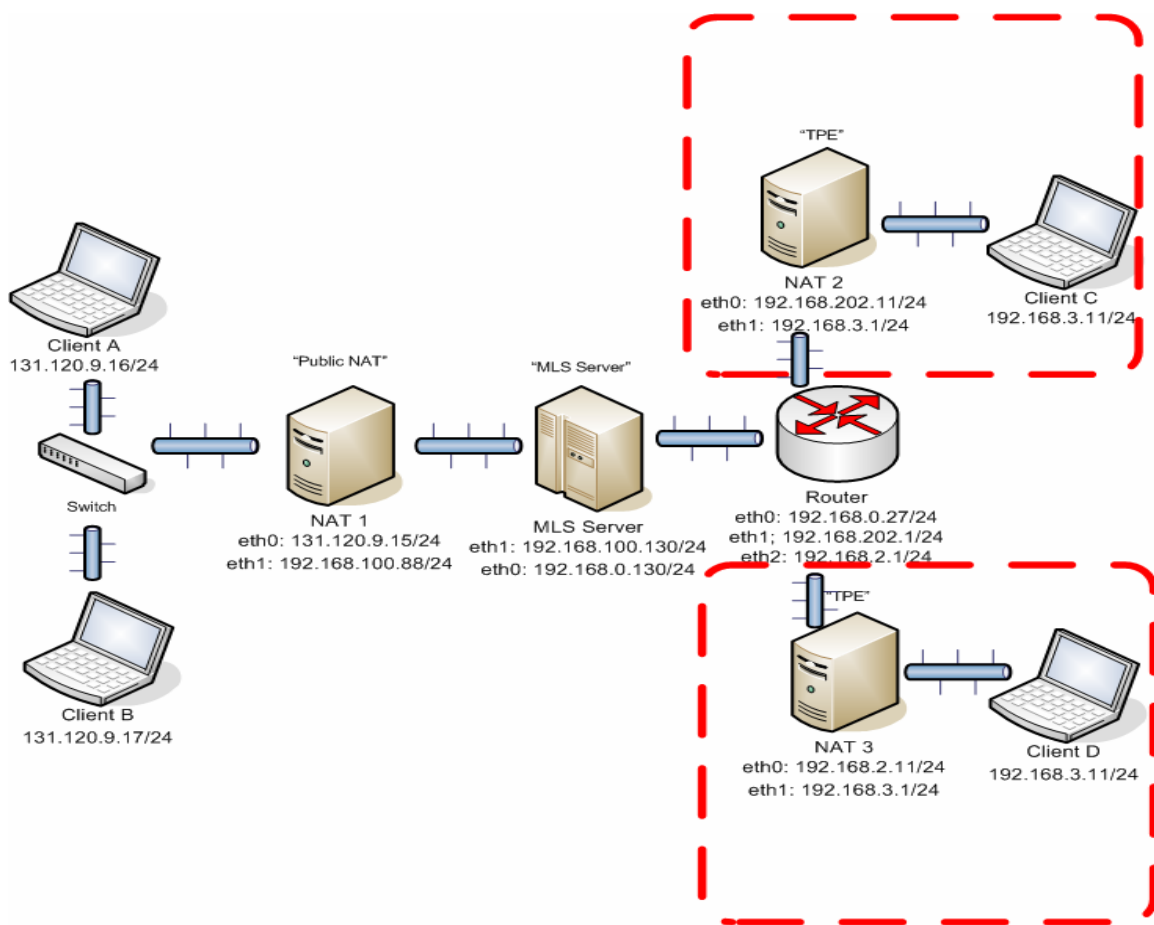 “TPE”
NAT 2
eth0: 192.168.202.11/24
eth1: 192.168.3.1/24
Client C
192.168.3.11/24
Client A
131.120.9.16/24
Switch
Client B
131.120.9.17/24
“Public NAT”
NAT 1
eth0: 131.120.9.15/24
eth1: 192.168.100.88/24
“MLS Server”
MLS Server
eth1: 192.168.100.130/24
eth0: 192.168.0.130/24
Router
eth0: 192.168.0.27/24
eth1; 192.168.202.1/24
eth2: 192.168.2.1/24
“TPE”
NAT 3
eth0: 192.168.2.11/24
eth1: 192.168.3.1/24
Client D
192.168.3.11/24